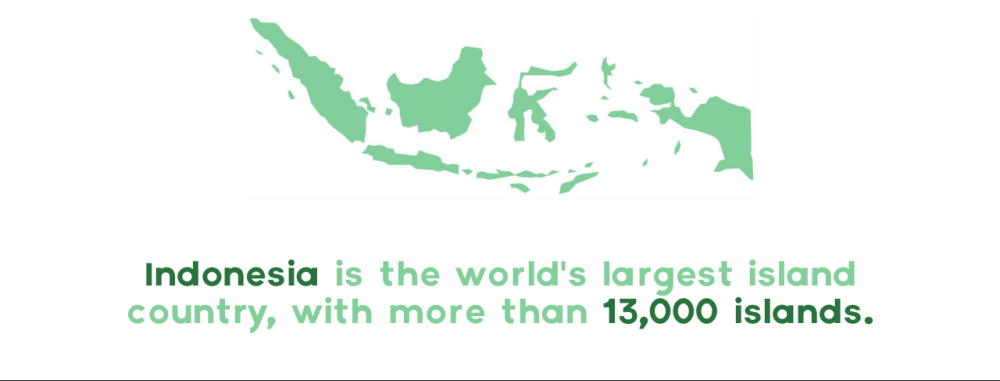 Indonesia is the world's largest island
country, with more than 13,000 islands.